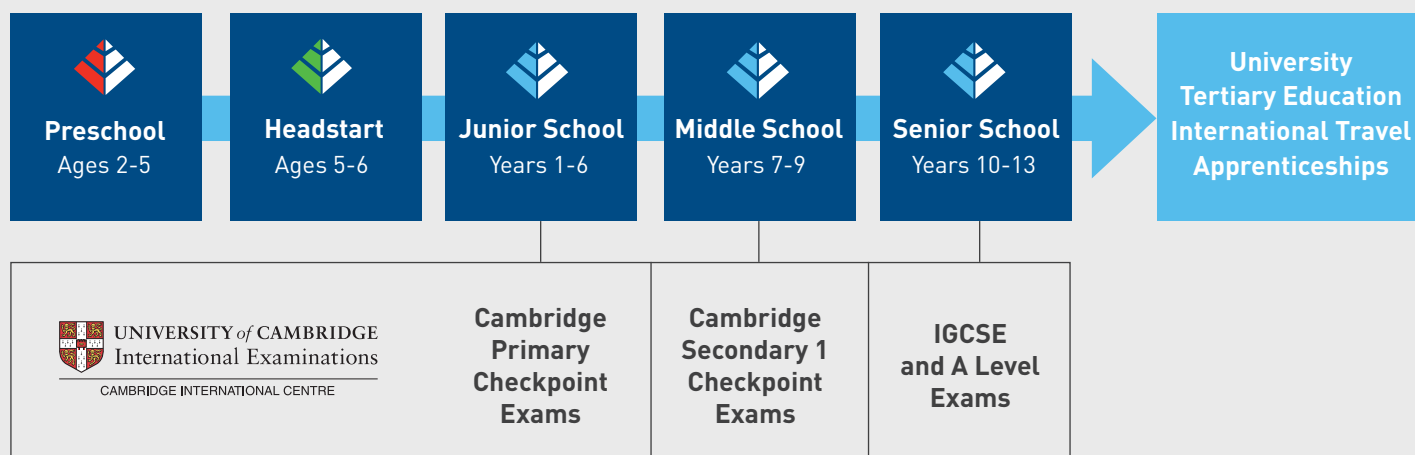 Preschool
Ages 2-5
Headstart
Ages 5-6
Junior School
Years 1-6
Middle School
Years 7-9
Senior School
Years 10-13
University
Tertiary Education
International Travel
Apprenticeships
UNIVERSITY of CAMBRIDGE
International Examinations
CAMBRIDGE INTERNATIONAL CENTRE
Cambridge
Primary
Checkpoint
Exams
Cambridge
Secondary 1
Checkpoint
Exams
IGCSE
and A Level
Exams